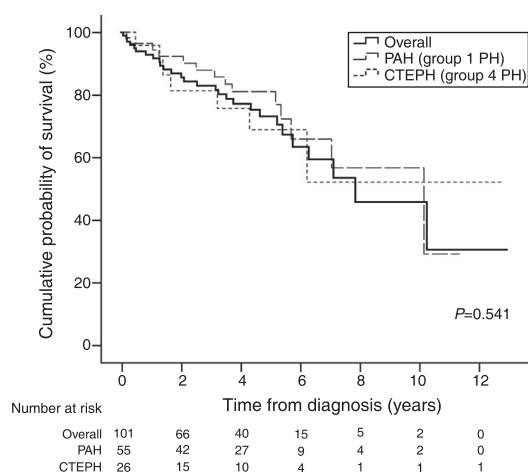 Cumulative probability of survival (%)
100
80
60
40
20
0
Overall
PAH (group 1 PH)
CTEPH (group 4 PH)
P=0.541
0 2 4 6 8 10 12
Time from diagnosis (years)
Number at risk
Overall 101 66 40 15 5 2 0
PAH 55 42 27 9 4 2 0
CTEPH 26 15 10 4 1 1 1